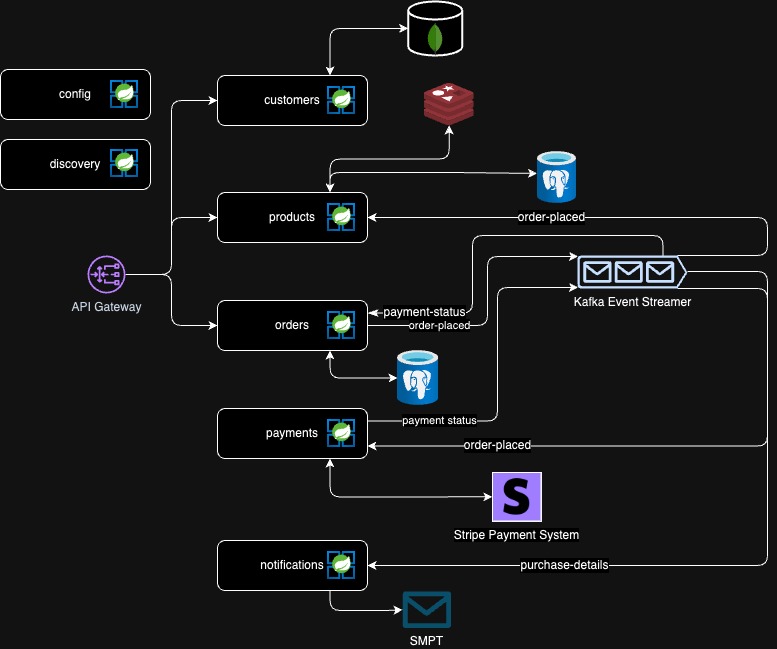 config
customers
discovery
products
order-placed
API Gateway
Kafka Event Streamer
payment-status
orders
order-placed
payment status
payments
order-placed
S
Stripe Payment System
notifications
purchase-details
SMPT